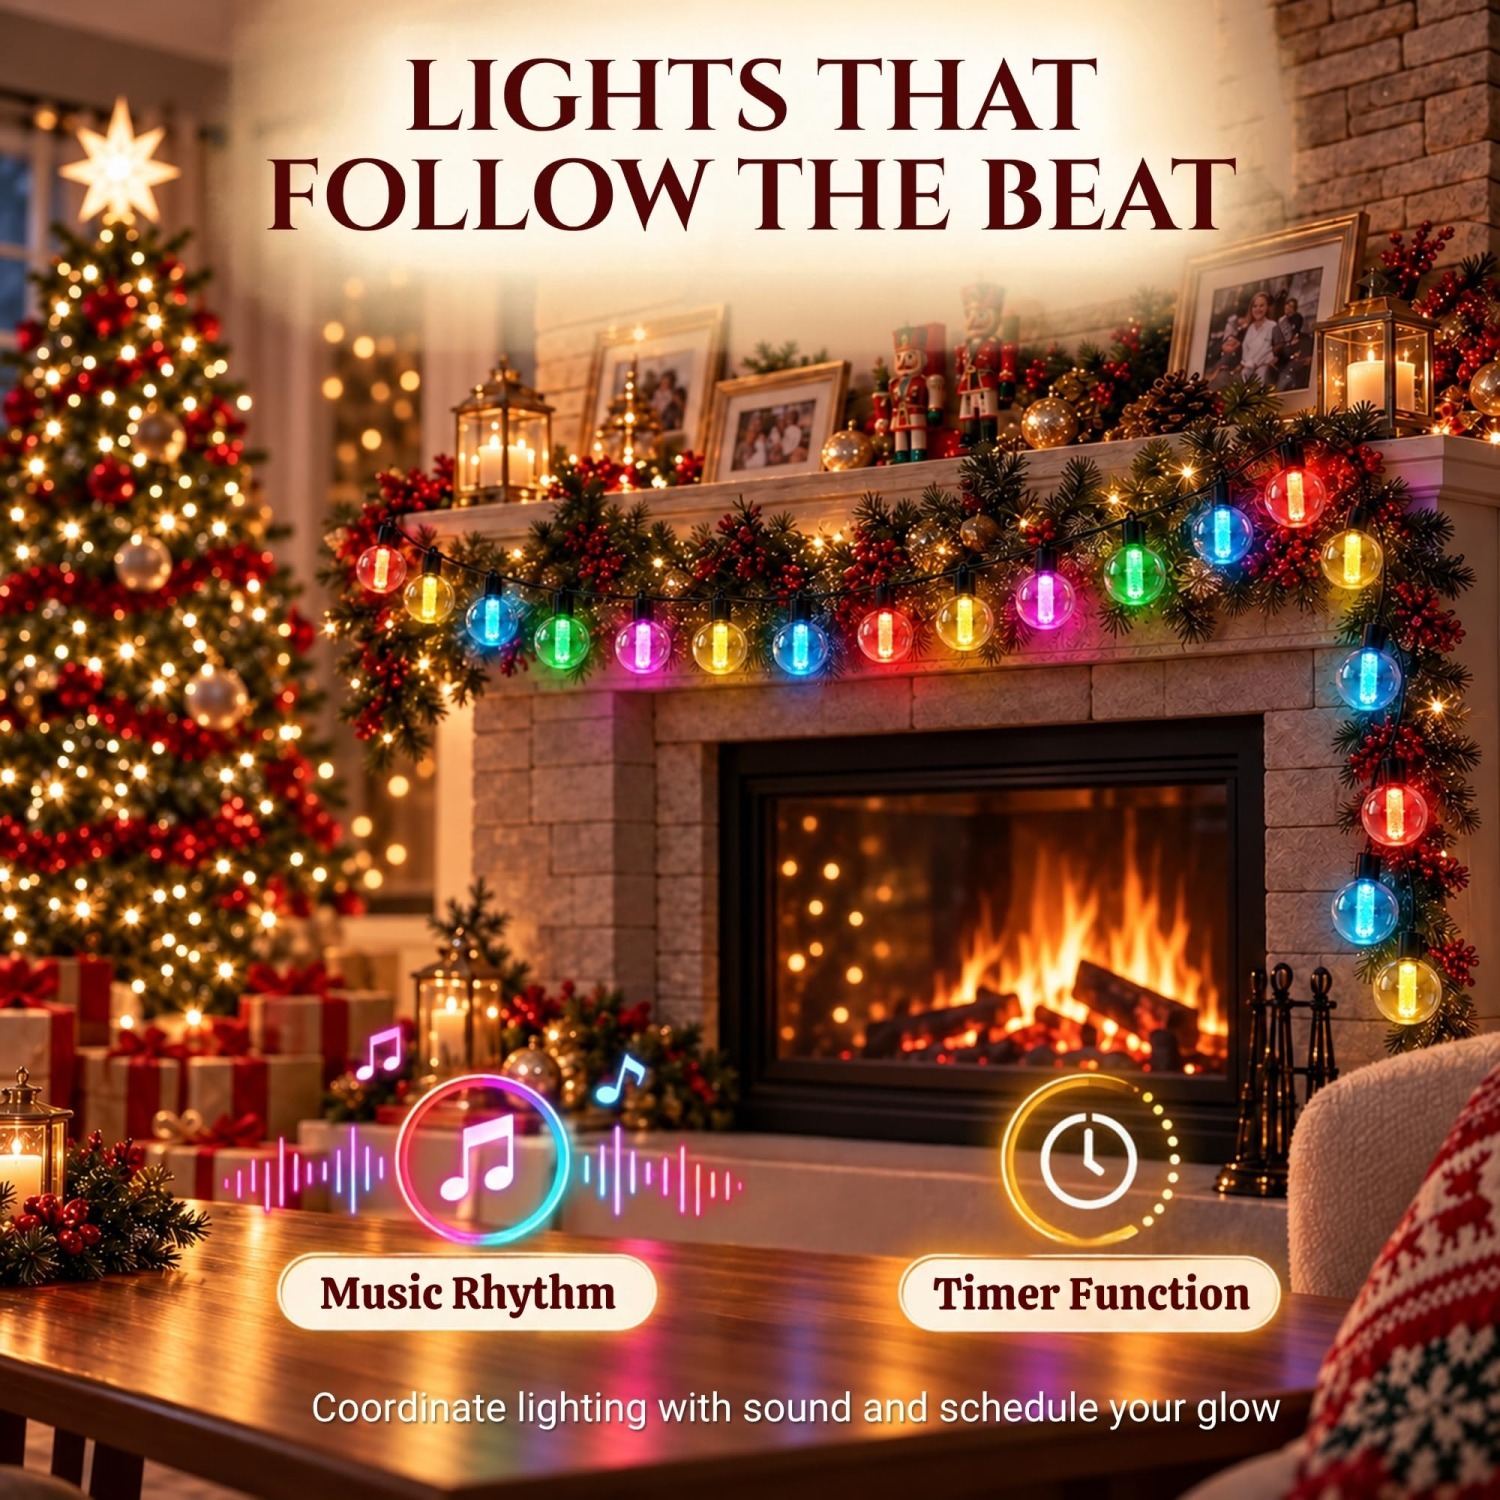 LIGHTS THAT
FOLLOW THE BEAT
Music Rhythm
Timer Function
Coordinate lighting with sound and schedule your glow